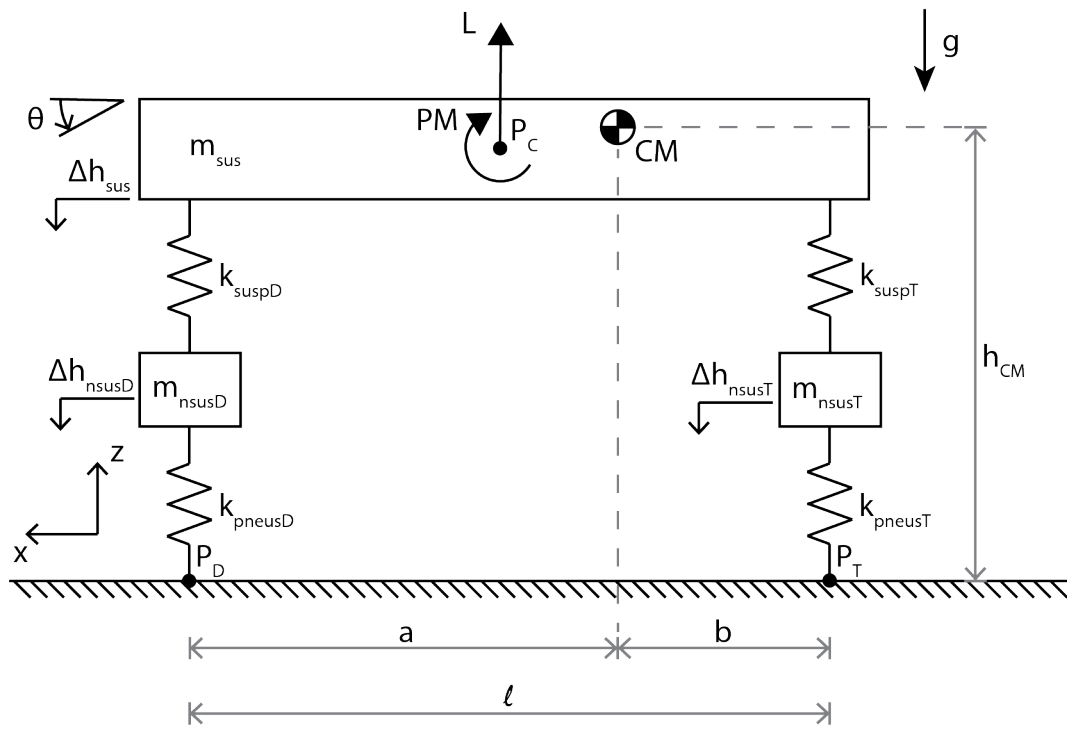 L
g
θ
PM
P_C
CM
m_sus
Δh_sus
k_suspD
k_suspT
h_CM
Δh_nsusD
m_nsusD
Δh_nsusT
m_nsusT
z
x
k_pneusD
k_pneusT
P_D
P_T
a
b
ℓ